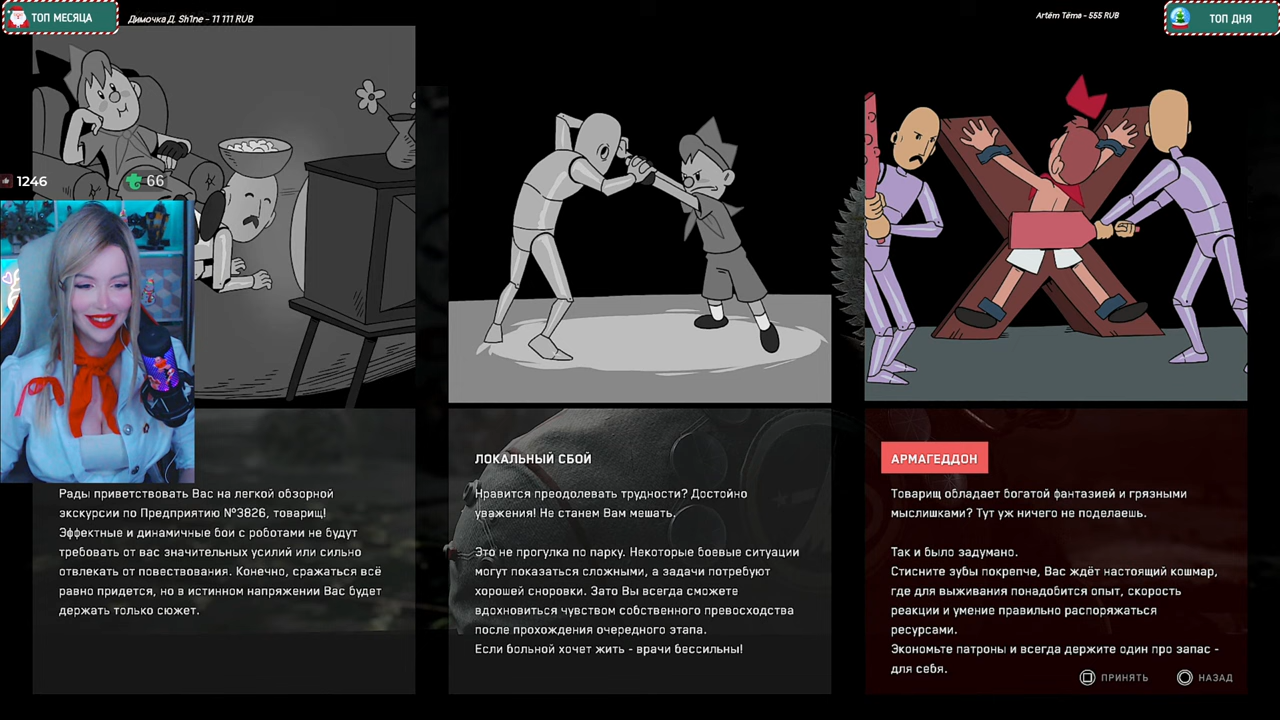 ТОП МЕСЯЦА
Димочка Д. Sh1ne - 11 111 RUB
Artém Téma - 555 RUB
ТОП ДНЯ
1246
66
Рады приветствовать Вас на легкой обзорной
экскурсии по Предприятию №3826, товарищ!
Эффектные и динамичные бои с роботами не будут
требовать от вас значительных усилий или сильно
отвлекать от повествования. Конечно, сражаться всё
равно придется, но в истинном напряжении Вас будет
держать только сюжет.
ЛОКАЛЬНЫЙ СБОЙ
Нравится преодолевать трудности? Достойно
уважения! Не станем Вам мешать.
Это не прогулка по парку. Некоторые боевые ситуации
могут показаться сложными, а задачи потребуют
хорошей сноровки. Зато Вы всегда сможете
вдохновиться чувством собственного превосходства
после прохождения очередного этапа.
Если больной хочет жить - врачи бессильны!
АРМАГЕДДОН
Товарищ обладает богатой фантазией и грязными
мыслишками? Тут уж ничего не поделаешь.
Так и было задумано.
Стисните зубы покрепче, Вас ждёт настоящий кошмар,
где для выживания понадобится опыт, скорость
реакции и умение правильно распоряжаться
ресурсами.
Экономьте патроны и всегда держите один про запас -
для себя.
ПРИНЯТЬ
НАЗАД